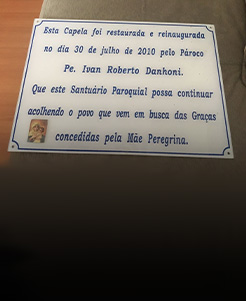 Esta Capela foi restaurada e reinaugurada
no dia 30 de julho de 2010 pelo Pároco
Pe. Ivan Roberto Danhoni.
Que este Santuário Paroquial possa continuar
acolhendo o povo que vem em busca das Graças
concedidas pela Mãe Peregrina.